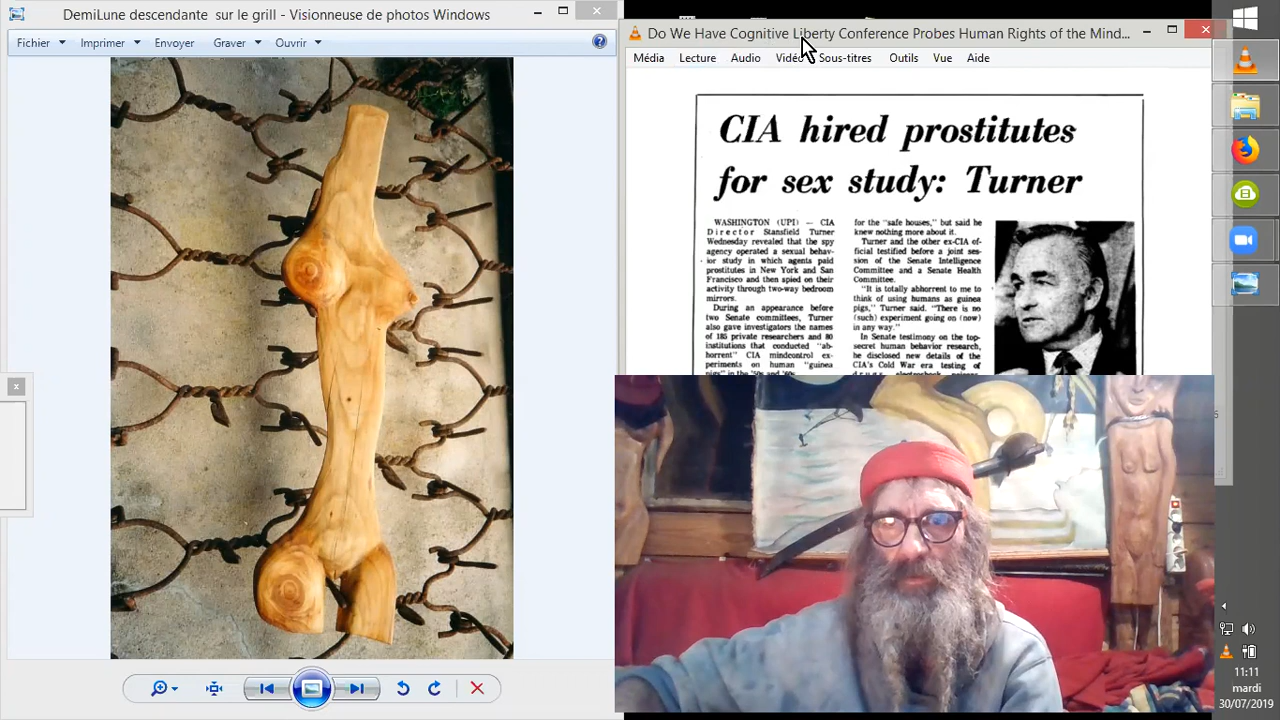 DemiLune descendante sur le grill - Visionneuse de photos Windows
Fichier Imprimer Envoyer Graver Ouvrir
Do We Have Cognitive Liberty Conference Probes Human Rights of the Mind...
Média Lecture Audio Vidéo Sous-titres Outils Vue Aide
CIA hired prostitutes
for sex study: Turner
WASHINGTON (UPI) — CIA
Director Stansfield Turner
Wednesday revealed that the spy
agency operated a sexual behav-
ior study in which agents paid
prostitutes in New York and San
Francisco and then spied on their
activity through two-way bedroom
mirrors.
During an appearance before
two Senate committees, Turner
also gave investigators the names
of 185 private researchers and 80
institutions that conducted "ab-
horrent" CIA mindcontrol ex-
periments on human "guinea
pigs" in the '50s and '60s.
for the "safe houses," but said he
knew nothing more about it.
Turner and the other ex-CIA of-
ficial testified before a joint ses-
sion of the Senate Intelligence
Committee and a Senate Health
Committee.
"It is totally abhorrent to me to
think of using humans as guinea
pigs," Turner said. "There is no
(such) experiment going on (now)
in any way."
In Senate testimony on the top-
secret human behavior research,
he disclosed new details of the
CIA's Cold War era testing of
11:11
mardi
30/07/2019